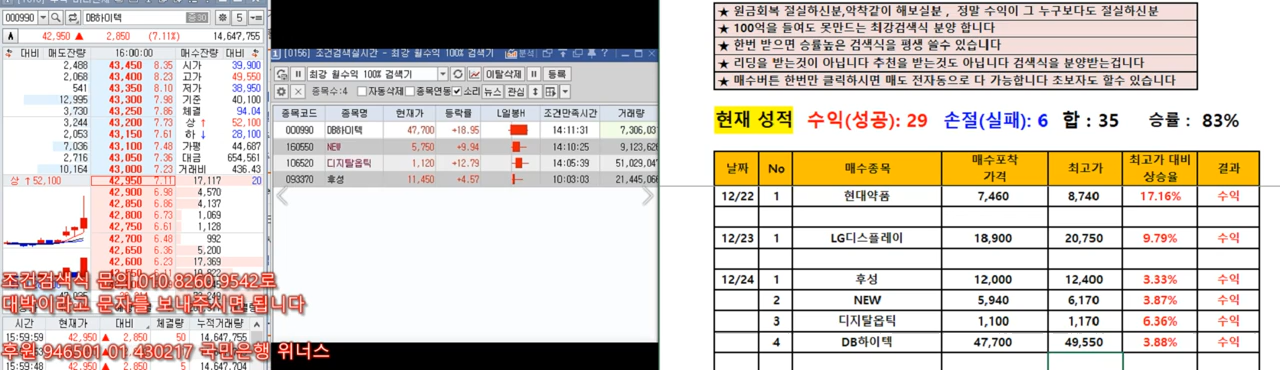 000990 DB하이텍 증30 5
A 42,950 ▲ 2,850 (7.11%) 14,647,755
대비 매도잔량 16:00:00 매수잔량 대비
2,488 43,450 8.35 시가 39,900
2,068 43,400 8.23 고가 49,550
541 43,350 8.10 저가 38,950
12,995 43,300 7.98 기준 40,100
3,730 43,250 7.86 체결 94.04
3,244 43,200 7.73 상 ↑ 52,100
2,053 43,150 7.61 하 ↓ 28,100
7,036 43,100 7.48 가평 44,687
2,716 43,050 7.36 대금 654,561
10,164 43,000 7.23 거래비 436.43
상 ↑52,100 42,950 7.11 17,117 20
42,900 6.98 4,570
42,850 6.86 4,137
42,800 6.73 1,069
42,750 6.61 1,128
42,700 6.48 992
42,650 6.36 5,200
42,600 6.23 17,369
조건검색식 문의 010 8260 9542로
대박이라고 문자를 보내주시면 됩니다
시간 현재가 대비 체결량 누적거래량
15:59:59 42,950 ▲ 2,850 50 14,647,755
후원 946501 01 430217 국민은행 위너스
15:59:48 42,950 ▲ 2,850 5 14,647,704
[0156] 조건검색실시간 - 최강 월수익 100% 검색기 분석
최강 월수익 100% 검색기 이탈삭제 등록
종목수:4 자동삭제 종목연동 소리 뉴스 관심
종목코드 종목명 현재가 등락률 L일봉H 조건만족시간 거래량
000990 DB하이텍 47,700 +18.95 14:11:31 7,306,03
160550 NEW 5,750 +9.94 14:10:25 9,123,62
106520 디지탈옵틱 1,120 +12.79 14:05:39 51,029,04
093370 후성 11,450 +4.57 10:03:03 21,445,06
★ 원금회복 절실하신분,악착같이 해보실분 , 정말 수익이 그 누구보다도 절실하신분
★ 100억을 들여도 못만드는 최강검색식 분양 합니다
★ 한번 받으면 승률높은 검색식을 평생 쓸수 있습니다
★ 리딩을 받는것이 아닙니다 추천을 받는것도 아닙니다 검색식을 분양받는겁니다
★ 매수버튼 한번만 클릭하시면 매도 전자동으로 다 가능합니다 초보자도 할수 있습니다
현재 성적 수익(성공): 29 손절(실패): 6 합 : 35 승률 : 83%
날짜 No 매수종목 매수포착 가격 최고가 최고가 대비 상승율 결과
12/22 1 현대약품 7,460 8,740 17.16% 수익
12/23 1 LG디스플레이 18,900 20,750 9.79% 수익
12/24 1 후성 12,000 12,400 3.33% 수익
2 NEW 5,940 6,170 3.87% 수익
3 디지탈옵틱 1,100 1,170 6.36% 수익
4 DB하이텍 47,700 49,550 3.88% 수익